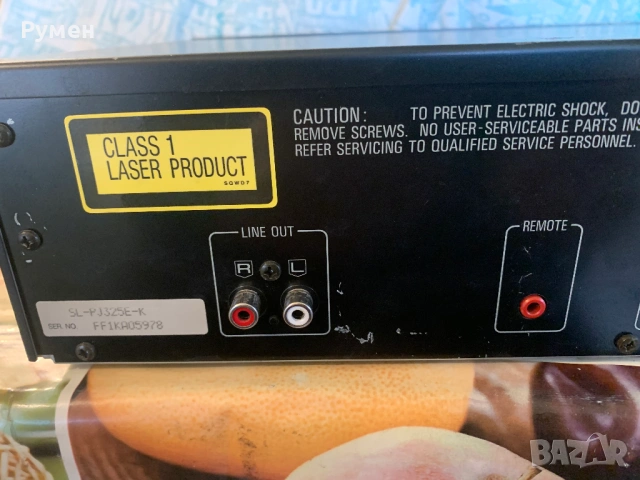 Румен
CLASS 1
LASER PRODUCT
SQWD7
CAUTION: TO PREVENT ELECTRIC SHOCK, DO
REMOVE SCREWS. NO USER-SERVICEABLE PARTS INS
REFER SERVICING TO QUALIFIED SERVICE PERSONNEL.
LINE OUT
R
L
REMOTE
SL-PJ325E-K
SER. NO. FF1KA05978
BAZAR